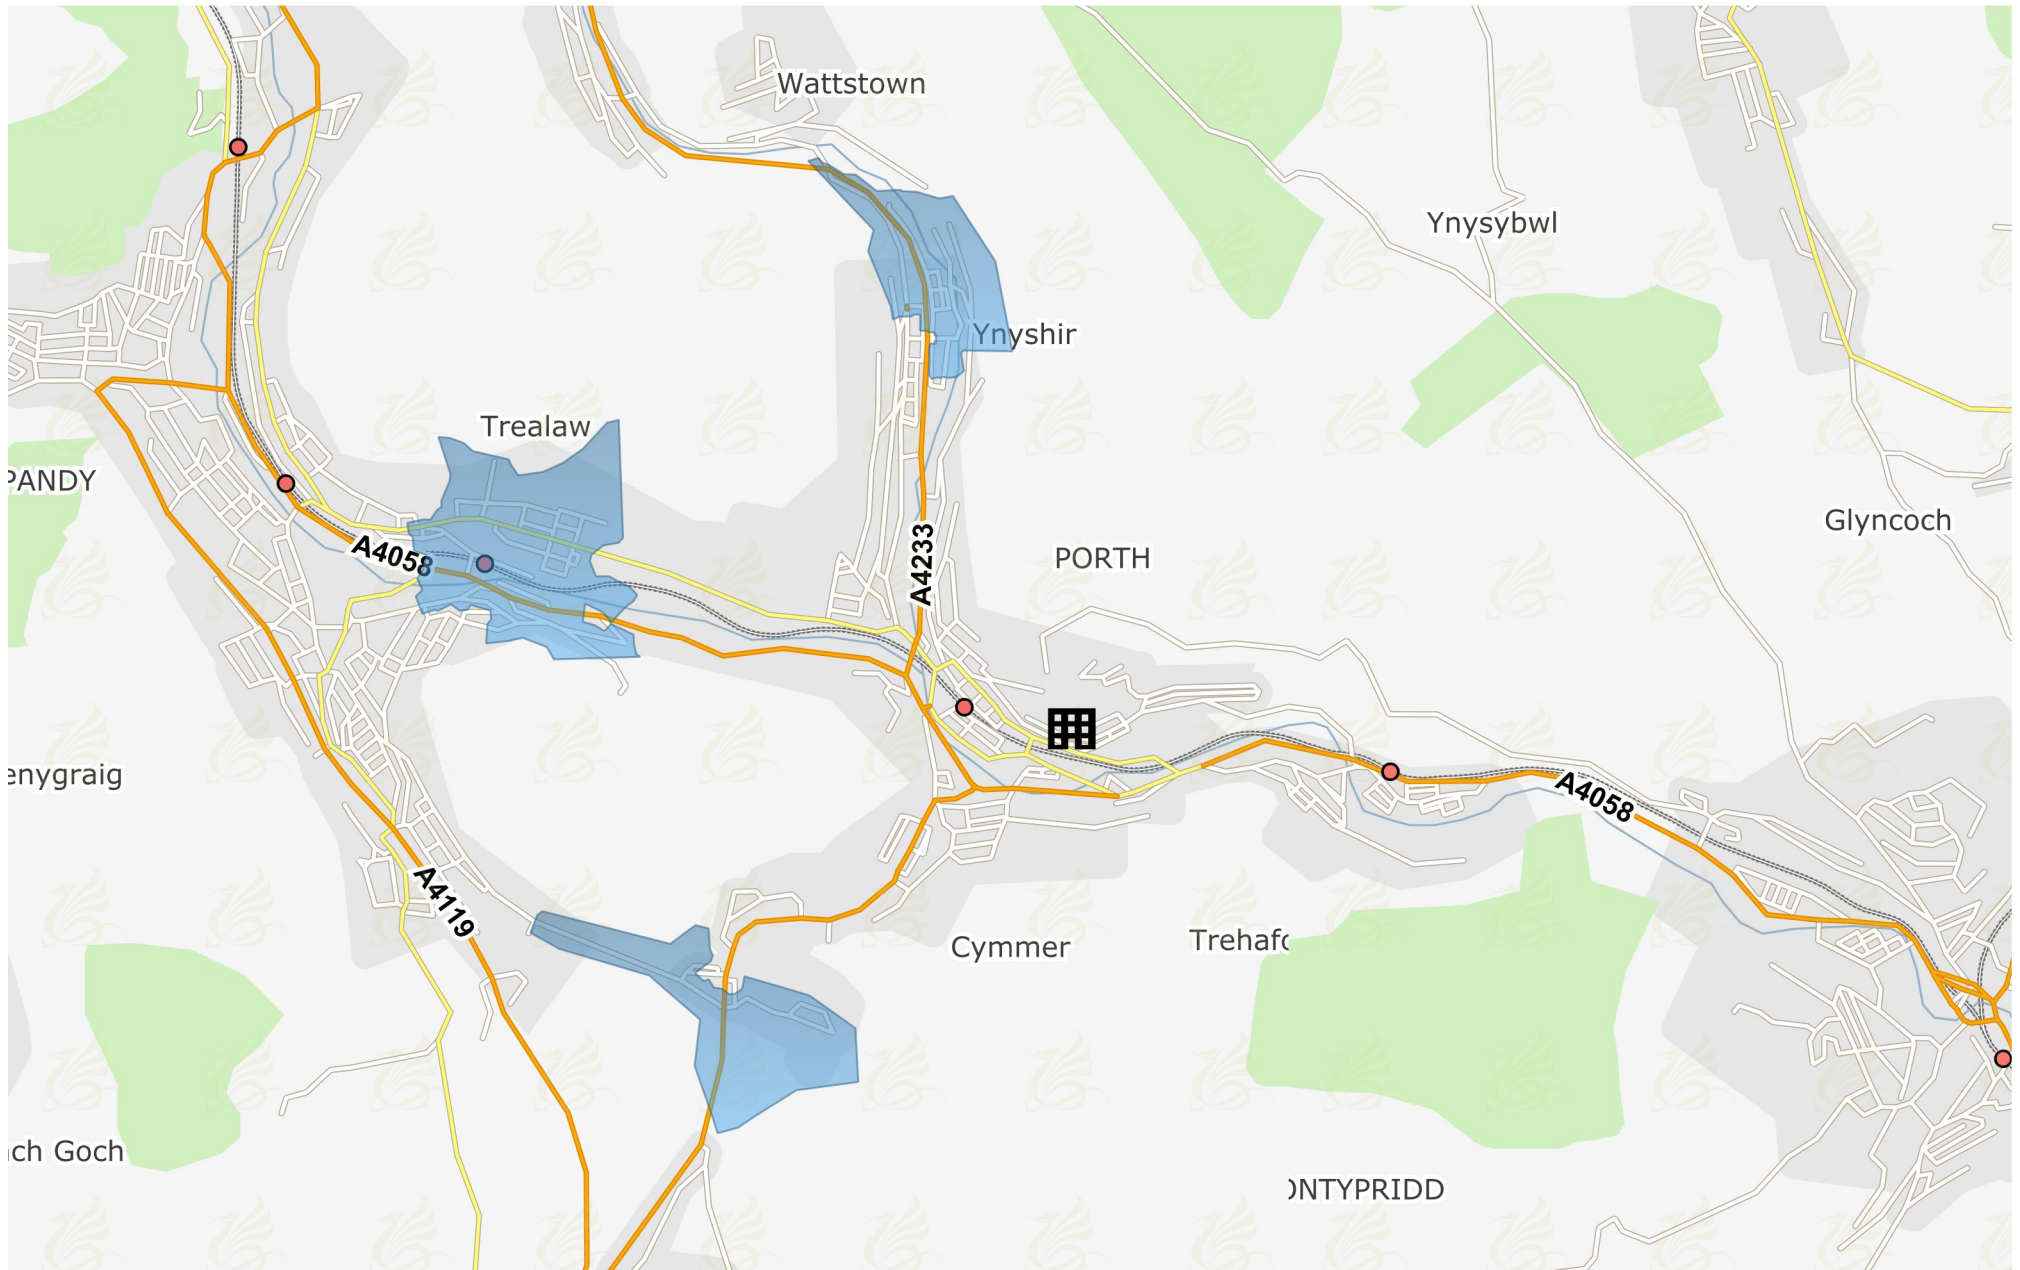 Wattstown
Ynysybwl
Ynyshir
Trealaw
PANDY
Glyncoch
A4058
A4233
PORTH
enygraig
A4058
A4119
Cymmer
Trehafo
ch Goch
ONTYPRIDD